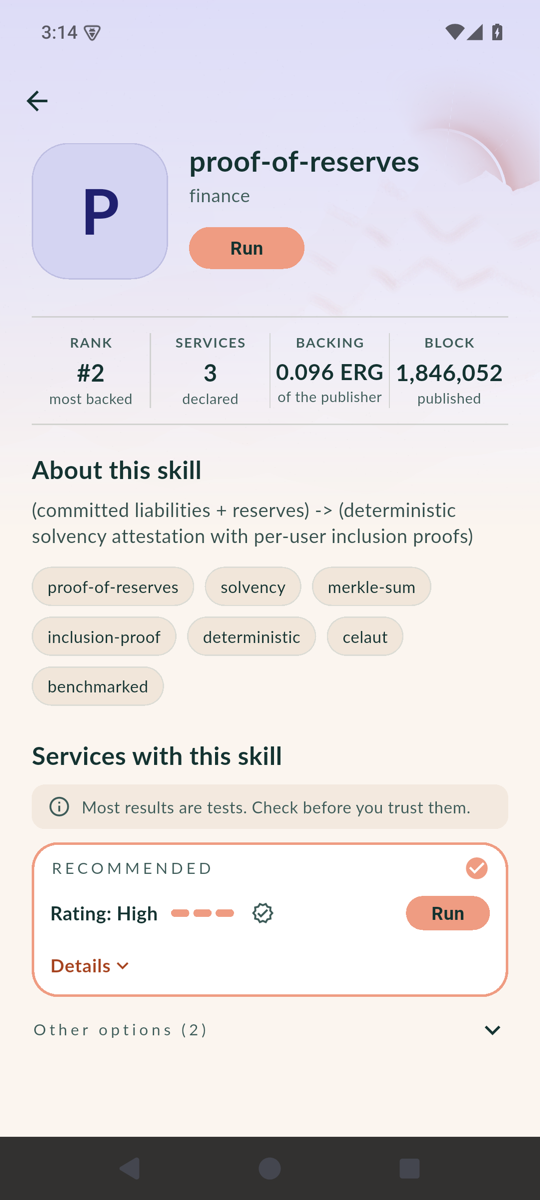 3:14
P
proof-of-reserves
finance
Run
RANK
#2
most backed
SERVICES
3
declared
BACKING
0.096 ERG
of the publisher
BLOCK
1,846,052
published
About this skill
(committed liabilities + reserves) -> (deterministic
solvency attestation with per-user inclusion proofs)
proof-of-reserves
solvency
merkle-sum
inclusion-proof
deterministic
celaut
benchmarked
Services with this skill
Most results are tests. Check before you trust them.
RECOMMENDED
Rating: High
Run
Details
Other options (2)